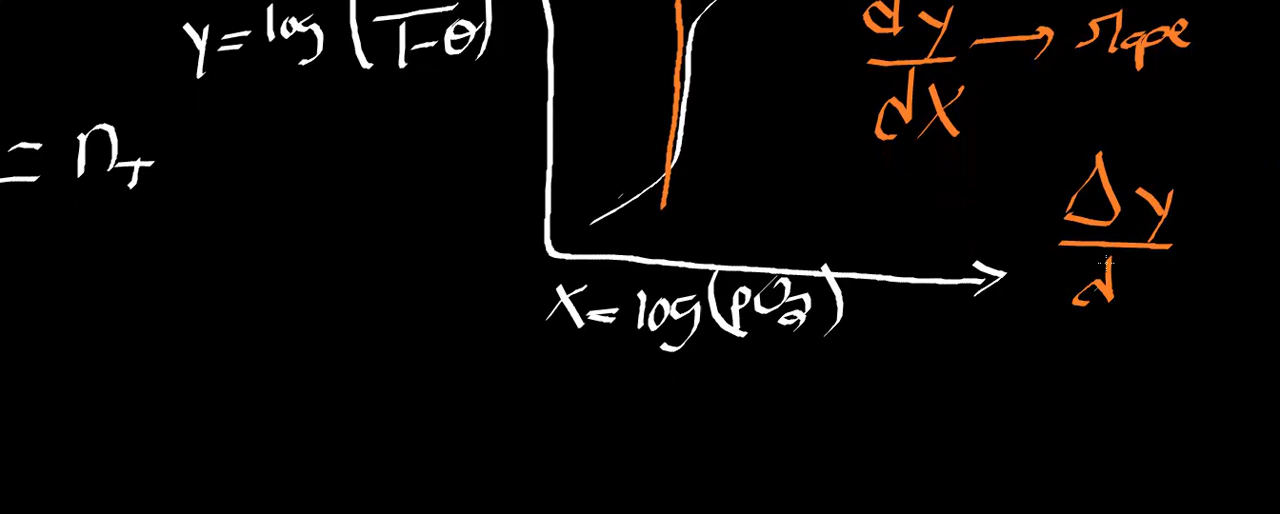 y = log ( / 1-θ)
dy / dx → slope
= n_T
Δy / d
x = log(pO₂)